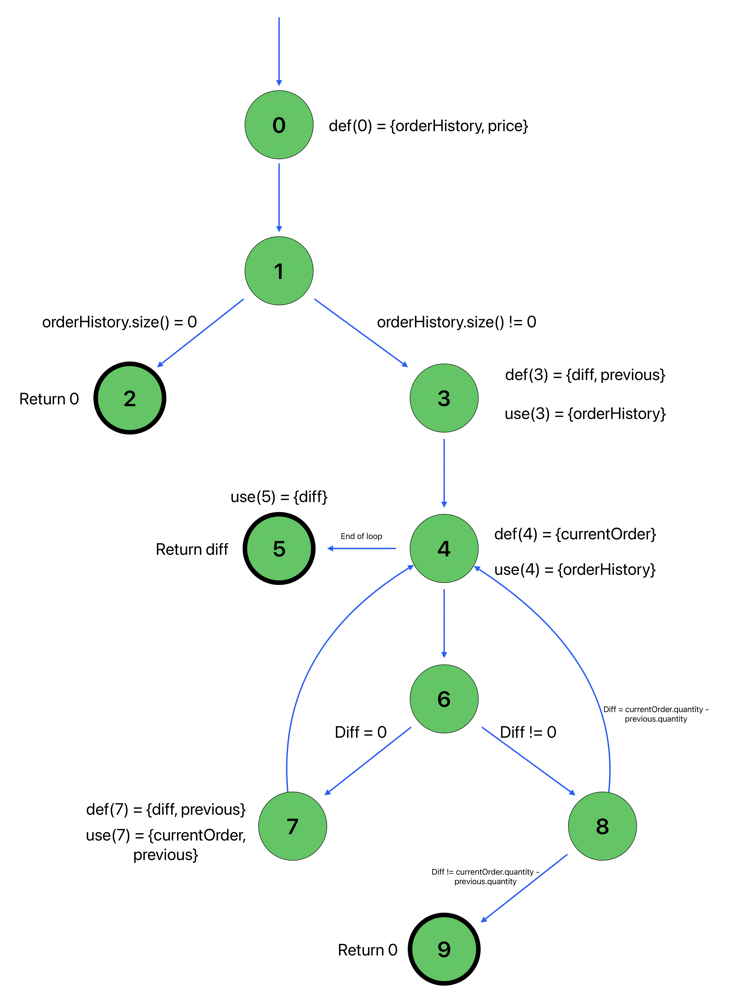 0
def(0) = {orderHistory, price}
1
orderHistory.size() = 0
orderHistory.size() != 0
Return 0
2
3
def(3) = {diff, previous}
use(3) = {orderHistory}
use(5) = {diff}
Return diff
5
End of loop
4
def(4) = {currentOrder}
use(4) = {orderHistory}
6
Diff = 0
Diff != 0
Diff = currentOrder.quantity -
previous.quantity
def(7) = {diff, previous}
use(7) = {currentOrder,
previous}
7
8
Diff != currentOrder.quantity -
previous.quantity
Return 0
9